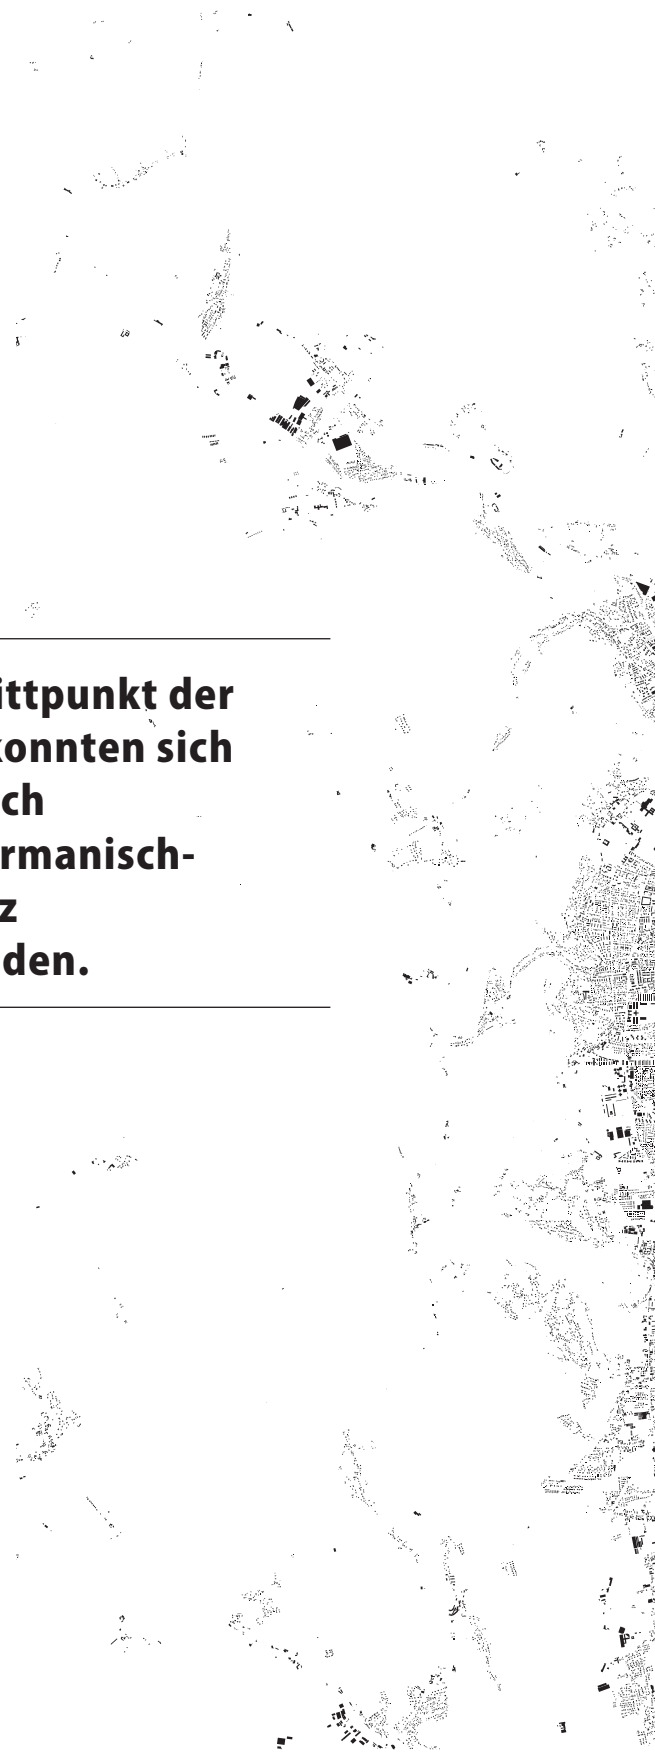 ittpunkt der
konnten sich
ch
rmanisch-
z
den.